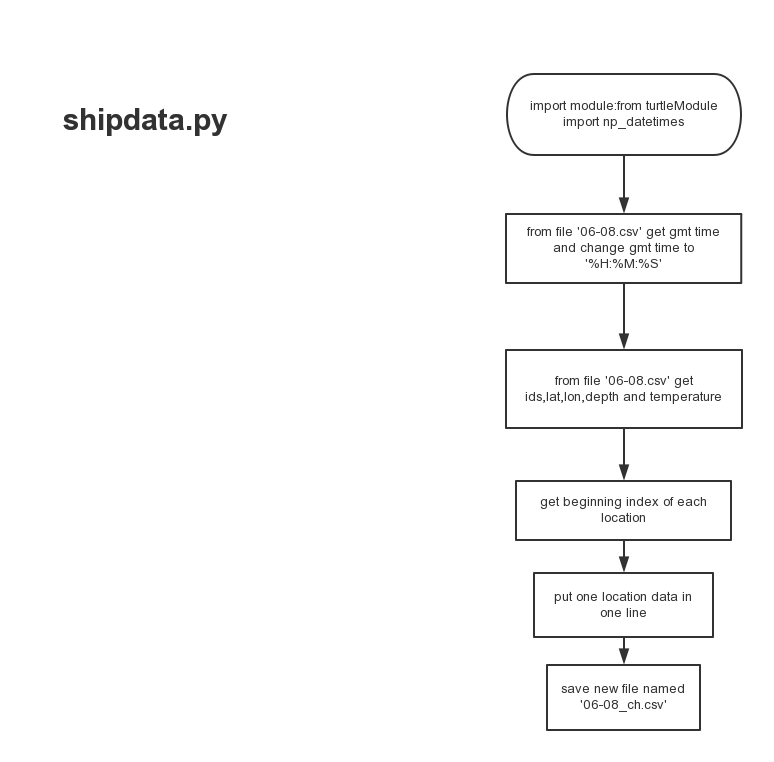 shipdata.py
import module:from turtleModule
import np_datetimes
from file '06-08.csv' get gmt time
and change gmt time to
'%H:%M:%S'
from file '06-08.csv' get
ids,lat,lon,depth and temperature
get beginning index of each
location
put one location data in
one line
save new file named
'06-08_ch.csv'